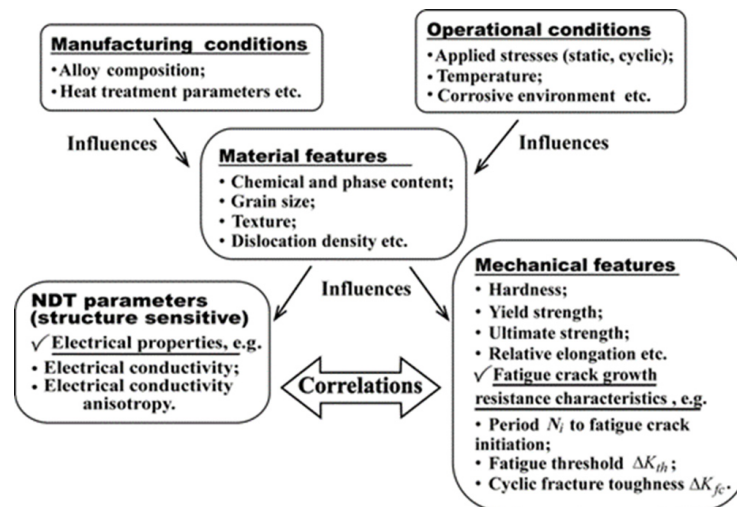 Manufacturing conditions
• Alloy composition;
• Heat treatment parameters etc.
Operational conditions
• Applied stresses (static, cyclic);
• Temperature;
• Corrosive environment etc.
Influences
Influences
Material features
• Chemical and phase content;
• Grain size;
• Texture;
• Dislocation density etc.
Influences
NDT parameters
(structure sensitive)
✓ Electrical properties, e.g.
• Electrical conductivity;
• Electrical conductivity
anisotropy.
Correlations
Mechanical features
• Hardness;
• Yield strength;
• Ultimate strength;
• Relative elongation etc.
✓ Fatigue crack growth
resistance characteristics , e.g.
• Period N_i to fatigue crack
initiation;
• Fatigue threshold ΔK_th ;
• Cyclic fracture toughness ΔK_fc.